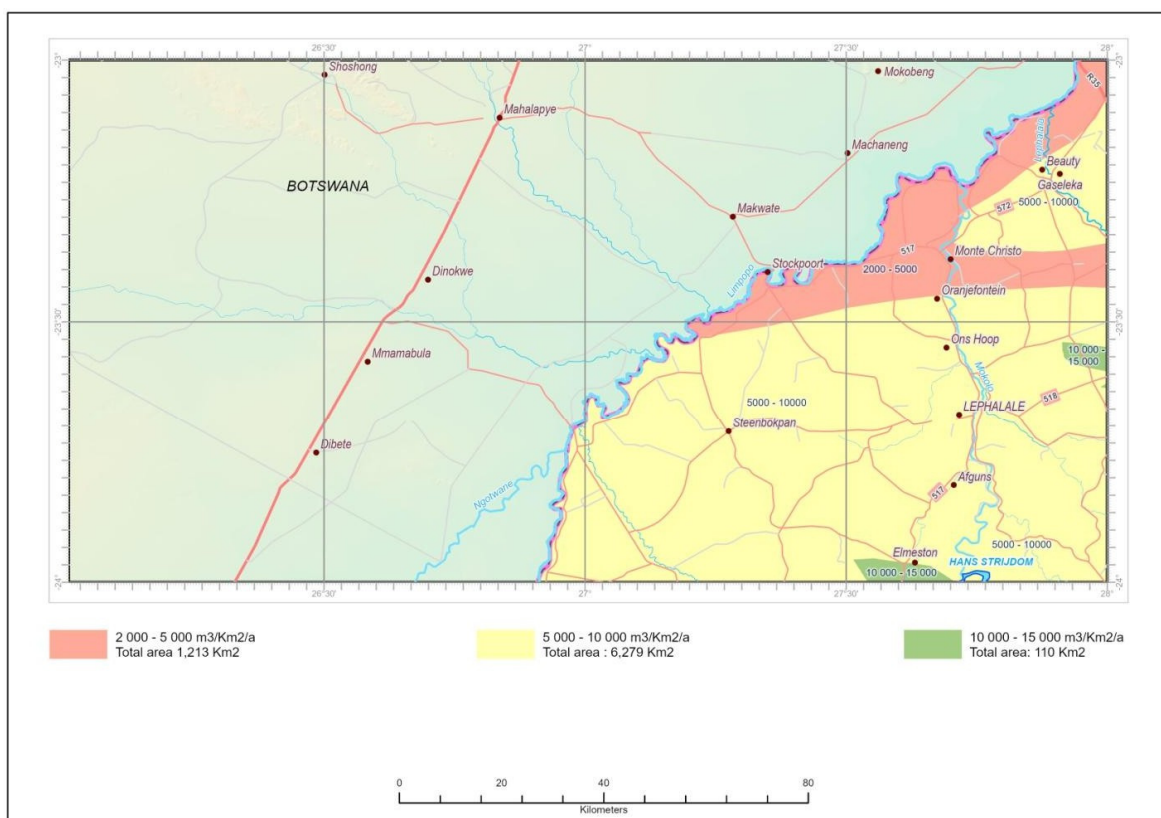 26°30'
27°
27°30'
28°
-23°
-23°
Shoshong
Mokobeng
R35
Mahalapye
Lephalala
Machaneng
Beauty
BOTSWANA
Gaseleka
5000 - 10000
572
Makwate
517
Monte Christo
Stockpoort
2000 - 5000
Dinokwe
Limpopo
Oranjefontein
-23°30'
-23°30'
Ons Hoop
10 000 -
15 000
Mmamabula
Mokolo
5000 - 10000
518
LEPHALALE
Steenbokpan
Dibete
Afguns
517
Ngotwane
5000 - 10000
Elmeston
HANS STRIJDOM
10 000 - 15 000
-24°
-24°
26°30'
27°
27°30'
28°
2 000 - 5 000 m3/Km2/a
Total area 1,213 Km2
5 000 - 10 000 m3/Km2/a
Total area : 6,279 Km2
10 000 - 15 000 m3/Km2/a
Total area: 110 Km2
0
20
40
60
80
Kilometers